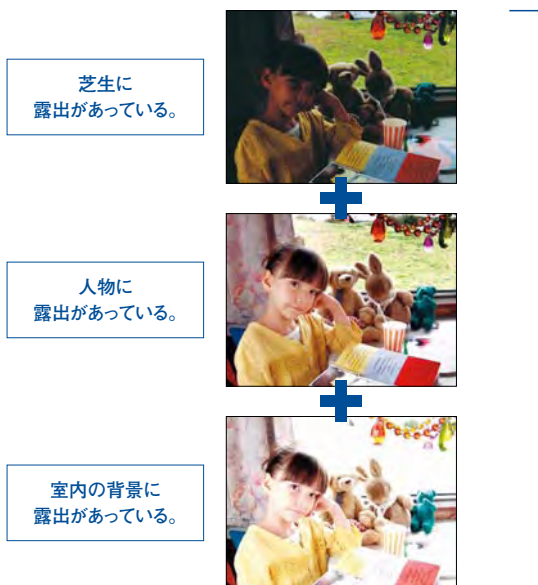 芝生に
露出があっている。
人物に
露出があっている。
室内の背景に
露出があっている。